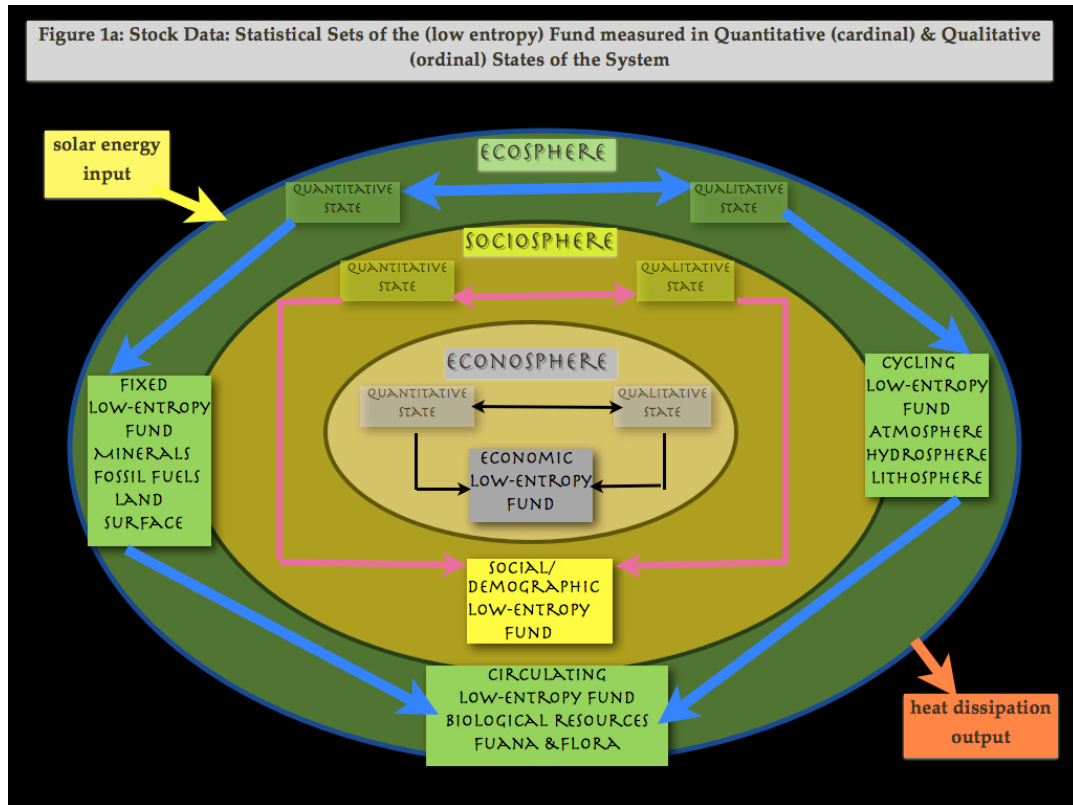 Figure 1a: Stock Data: Statistical Sets of the (low entropy) Fund measured in Quantitative (cardinal) & Qualitative
(ordinal) States of the System
solar energy
input
ECOSPHERE
QUANTITATIVE
STATE
QUALITATIVE
STATE
SOCIOSPHERE
QUANTITATIVE
STATE
QUALITATIVE
STATE
ECONOSPHERE
QUANTITATIVE
STATE
QUALITATIVE
STATE
FIXED
LOW-ENTROPY
FUND
MINERALS
FOSSIL FUELS
LAND
SURFACE
CYCLING
LOW-ENTROPY
FUND
ATMOSPHERE
HYDROSPHERE
LITHOSPHERE
ECONOMIC
LOW-ENTROPY
FUND
SOCIAL/
DEMOGRAPHIC
LOW-ENTROPY
FUND
CIRCULATING
LOW-ENTROPY FUND
BIOLOGICAL RESOURCES
FUANA &FLORA
heat dissipation
output